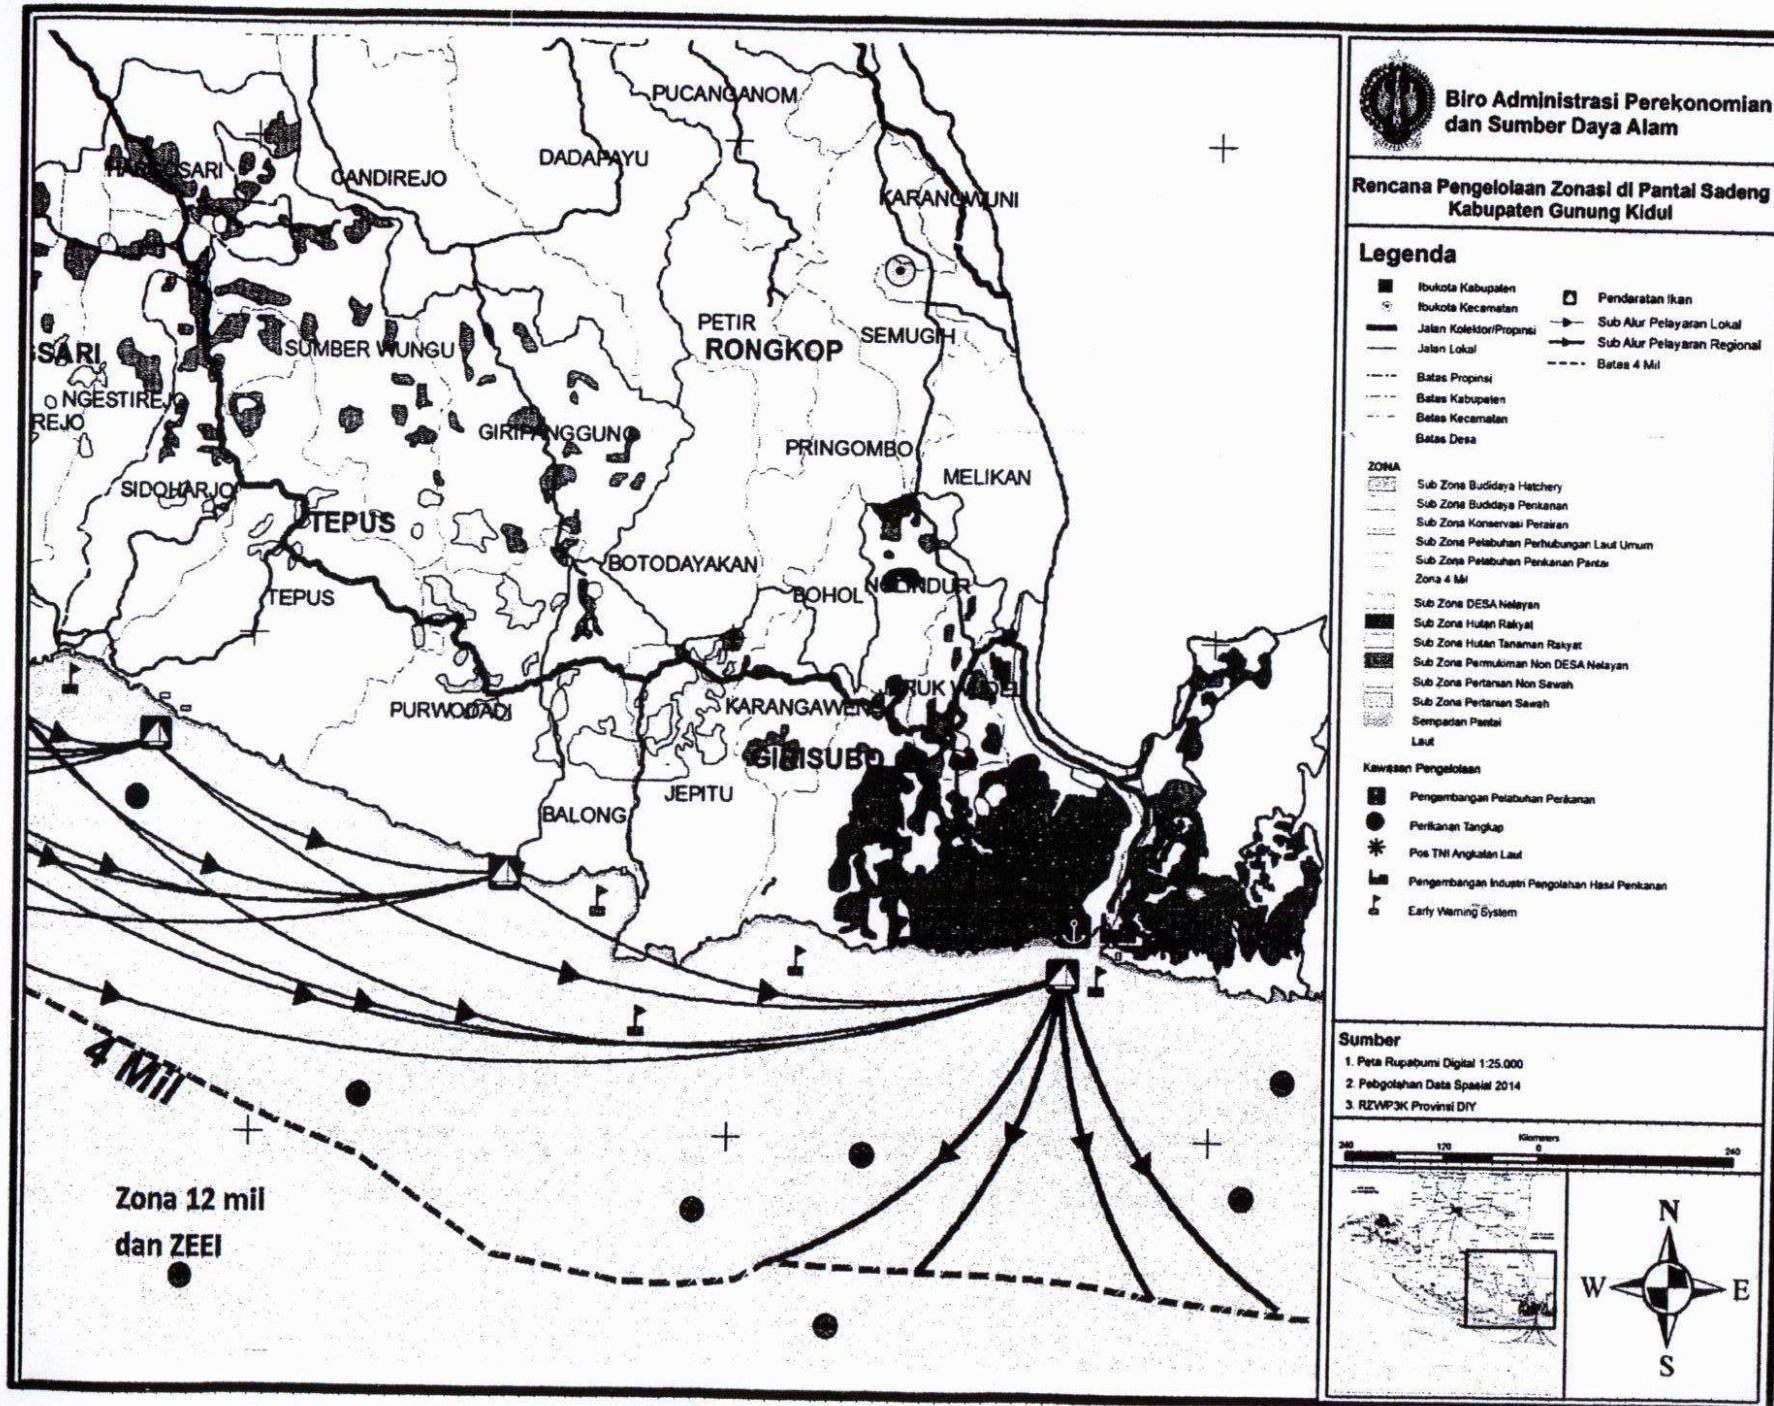 PUCANGANOM
DADAPAYU
CANDIREJO
KARANGWUNI
PETIR
RONGKOP
SEMUGIH
SARI
SUMBER WUNGU
NGESTIREJO
REJO
GIRIPANGGUNG
PRINGOMBO
MELIKAN
SIDOHARJO
TEPUS
BOTODAYAKAN
BOHOL
TEPUS
PURWODADI
KARANGAWEN
GIRISUBO
JEPITU
BALONG
4 Mil
Zona 12 mil
dan ZEEI
Biro Administrasi Perekonomian
dan Sumber Daya Alam
Rencana Pengelolaan Zonasi di Pantai Sadeng
Kabupaten Gunung Kidul
Legenda
Ibukota Kabupaten
Ibukota Kecamatan
Jalan Kolektor/Propinsi
Jalan Lokal
Batas Propinsi
Batas Kabupaten
Batas Kecamatan
Batas Desa
Pendaratan Ikan
Sub Alur Pelayaran Lokal
Sub Alur Pelayaran Regional
Batas 4 Mil
ZONA
Sub Zona Budidaya Hatchery
Sub Zona Budidaya Perikanan
Sub Zona Konservasi Perairan
Sub Zona Pelabuhan Perhubungan Laut Umum
Sub Zona Pelabuhan Perikanan Pantai
Zona 4 Mil
Sub Zona DESA Nelayan
Sub Zona Hutan Rakyat
Sub Zona Hutan Tanaman Rakyat
Sub Zona Permukiman Non DESA Nelayan
Sub Zona Pertanian Non Sawah
Sub Zona Pertanian Sawah
Sempadan Pantai
Laut
Kawasan Pengelolaan
Pengembangan Pelabuhan Perikanan
Perikanan Tangkap
Pos TNI Angkatan Laut
Pengembangan Industri Pengolahan Hasil Perikanan
Early Warning System
Sumber
1. Peta Rupabumi Digital 1:25.000
2. Pebgolahan Data Spasial 2014
3. RZWP3K Provinsi DIY
Kilometers
240 120 0 240
N
W E
S